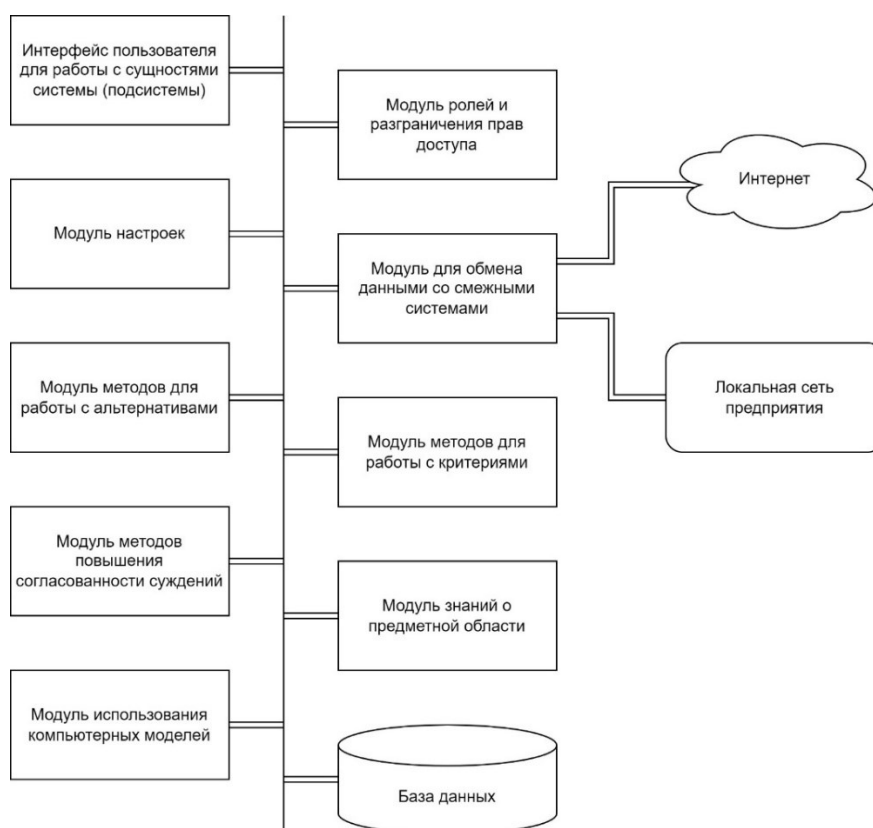 Интерфейс пользователя
для работы с сущностями
системы (подсистемы)
Модуль ролей и
разграничения прав
доступа
Интернет
Модуль настроек
Модуль для обмена
данными со смежными
системами
Модуль методов для
работы с альтернативами
Локальная сеть
предприятия
Модуль методов для
работы с критериями
Модуль методов
повышения
согласованности суждений
Модуль знаний о
предметной области
Модуль использования
компьютерных моделей
База данных